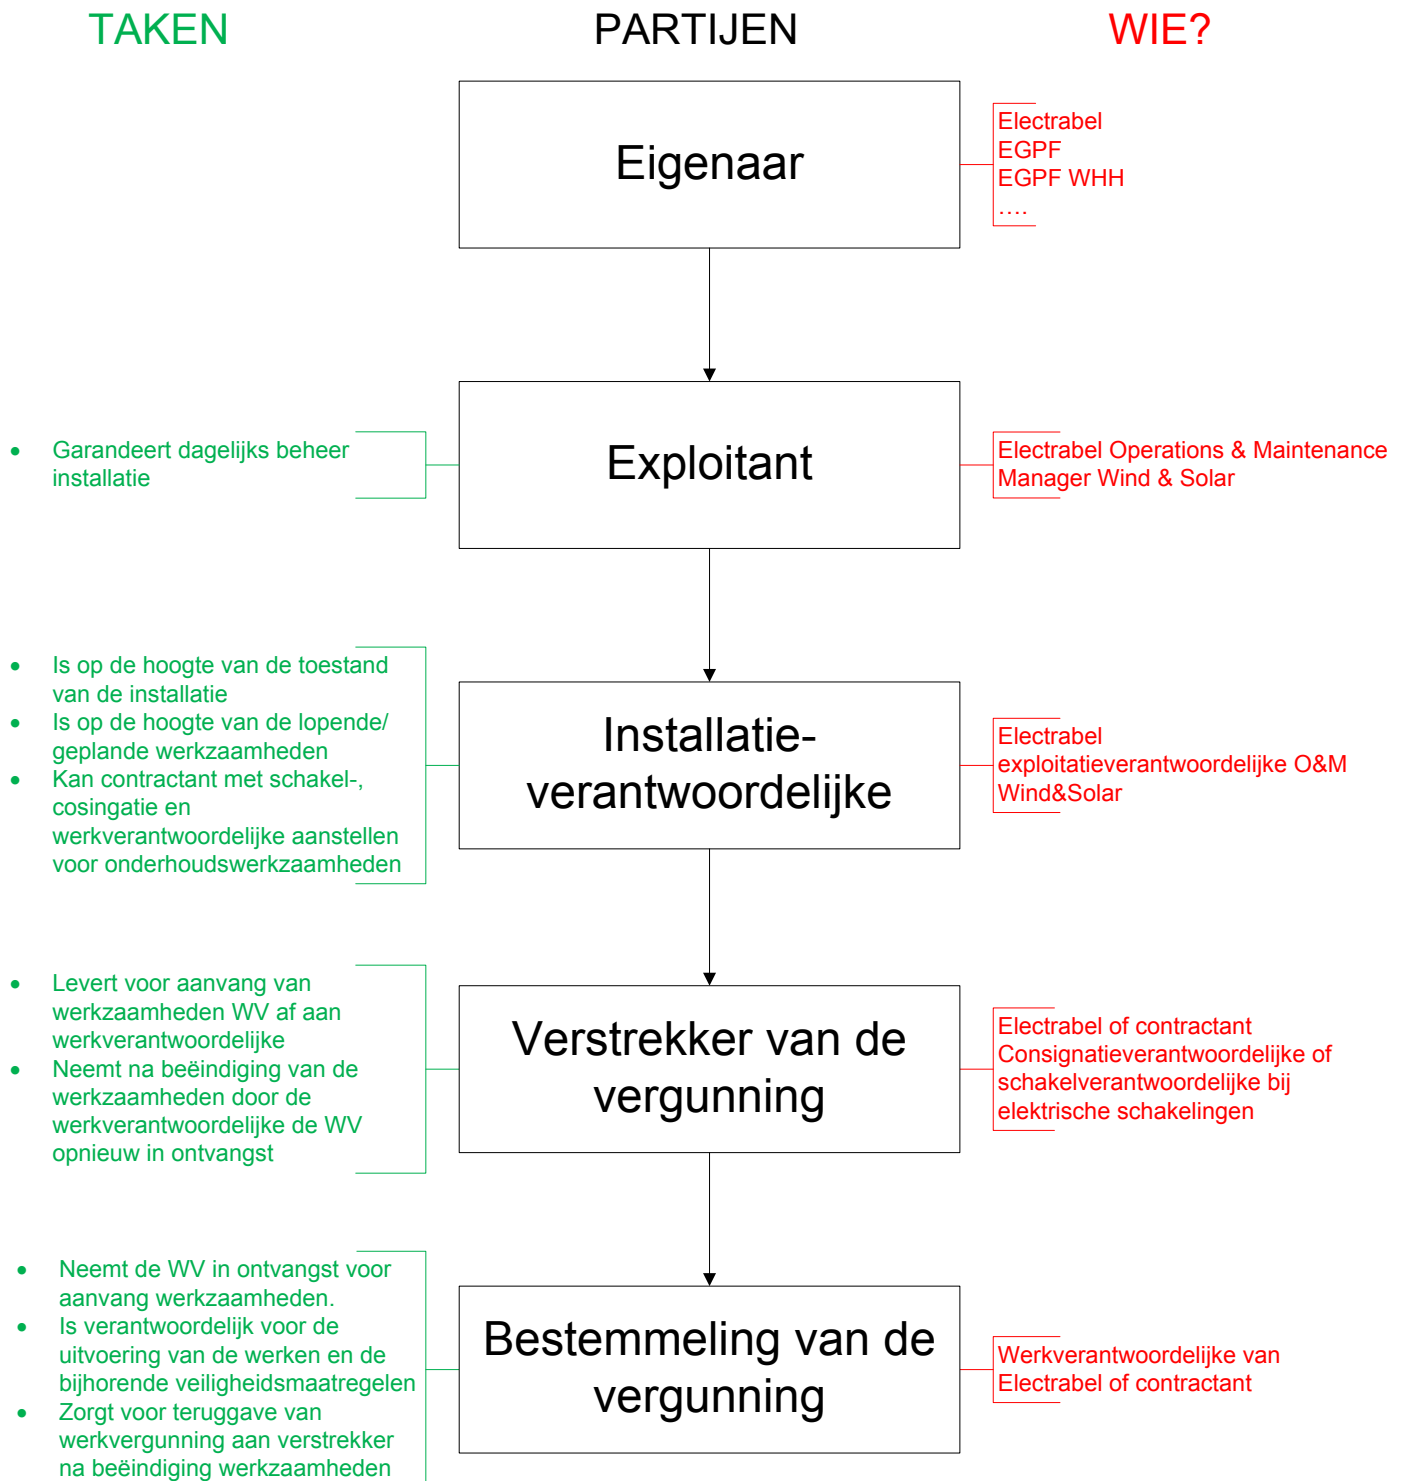 TAKEN
PARTIJEN
WIE?
Eigenaar
Electrabel
EGPF
EGPF WHH
....
• Garandeert dagelijks beheer
installatie
Exploitant
Electrabel Operations & Maintenance
Manager Wind & Solar
• Is op de hoogte van de toestand
van de installatie
• Is op de hoogte van de lopende/
geplande werkzaamheden
• Kan contractant met schakel-,
cosingatie en
werkverantwoordelijke aanstellen
voor onderhoudswerkzaamheden
Installatie-
verantwoordelijke
Electrabel
exploitatieverantwoordelijke O&M
Wind&Solar
• Levert voor aanvang van
werkzaamheden WV af aan
werkverantwoordelijke
• Neemt na beëindiging van de
werkzaamheden door de
werkverantwoordelijke de WV
opnieuw in ontvangst
Verstrekker van de
vergunning
Electrabel of contractant
Consignatieverantwoordelijke of
schakelverantwoordelijke bij
elektrische schakelingen
• Neemt de WV in ontvangst voor
aanvang werkzaamheden.
• Is verantwoordelijk voor de
uitvoering van de werken en de
bijhorende veiligheidsmaatregelen
• Zorgt voor teruggave van
werkvergunning aan verstrekker
na beëindiging werkzaamheden
Bestemmeling van de
vergunning
Werkverantwoordelijke van
Electrabel of contractant